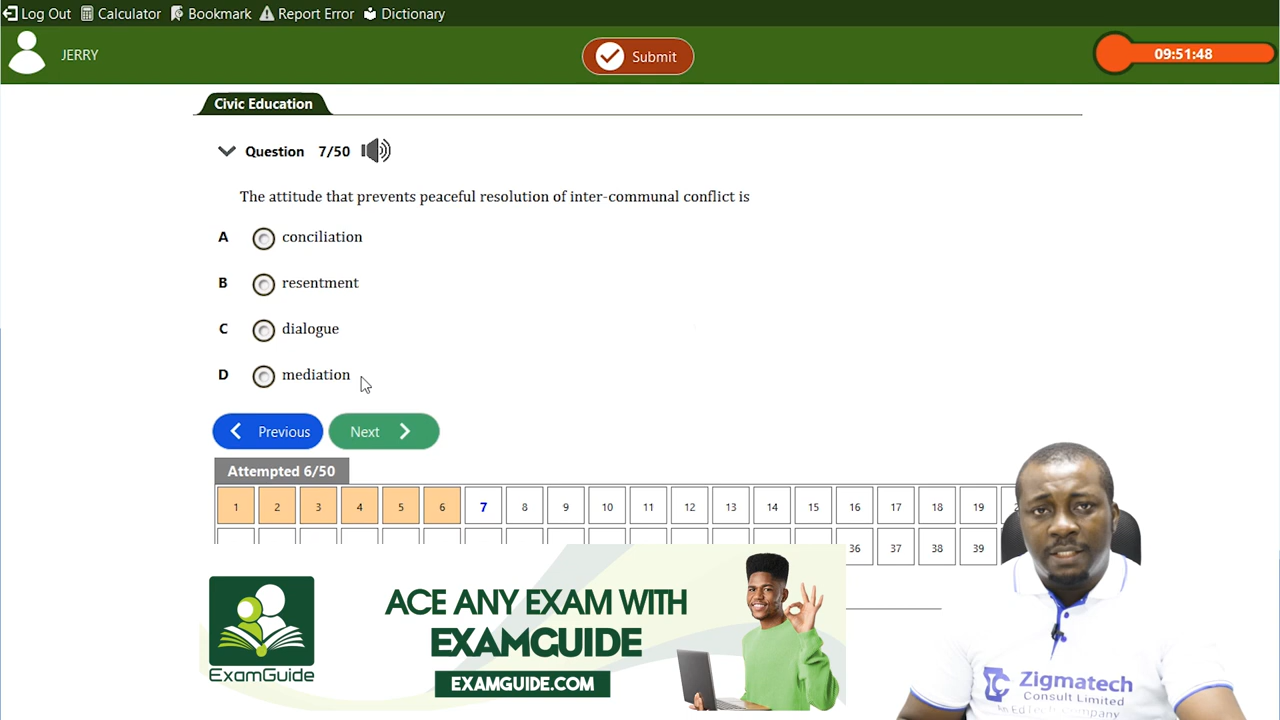 Log Out Calculator Bookmark Report Error Dictionary
JERRY
Submit
09:51:48
Civic Education
Question 7/50
The attitude that prevents peaceful resolution of inter-communal conflict is
A conciliation
B resentment
C dialogue
D mediation
Previous Next
Attempted 6/50
1 2 3 4 5 6 7 8 9 10 11 12 13 14 15 16 17 18 19
36 37 38 39
ACE ANY EXAM WITH
EXAMGUIDE
EXAMGUIDE.COM
ExamGuide
Zigmatech
Consult Limited
An EdTech Company